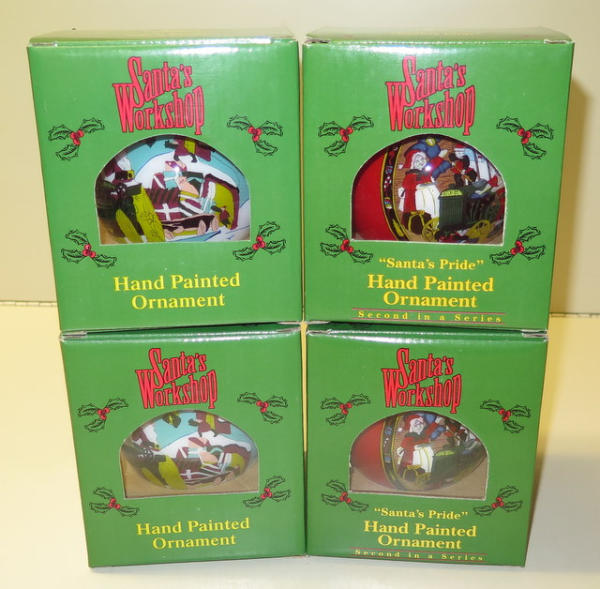 Santa's
Workshop
Hand Painted
Ornament
Santa's
Workshop
"Santa's Pride"
Hand Painted
Ornament
Second in a Series
Santa's
Workshop
Hand Painted
Ornament
Santa's
Workshop
"Santa's Pride"
Hand Painted
Ornament
Second in a Series